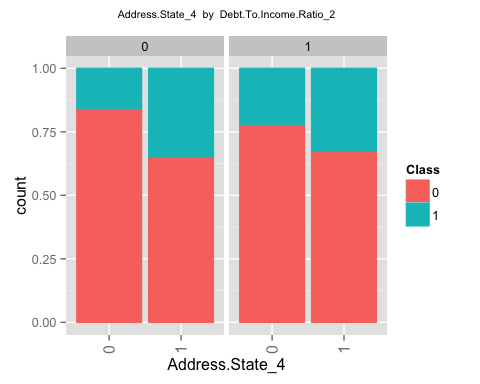 Address.State_4 by Debt.To.Income.Ratio_2
0 1
1.00
0.75
0.50
0.25
0.00
count
0 1 0 1
Address.State_4
Class
0
1